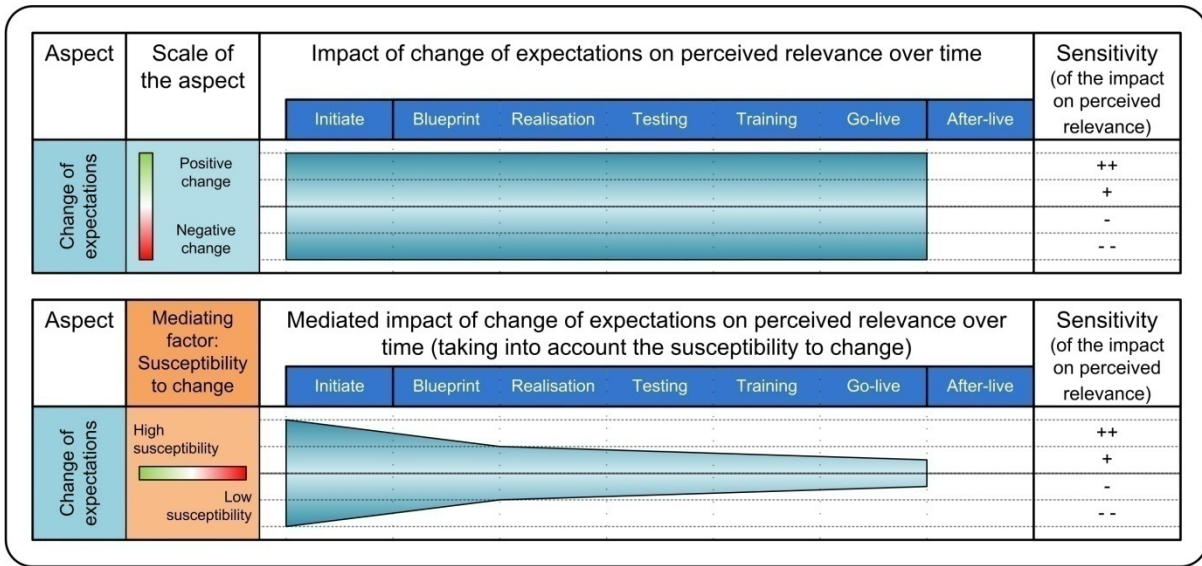 Aspect
Scale of
the aspect
Impact of change of expectations on perceived relevance over time
Sensitivity
(of the impact
on perceived
relevance)
Initiate
Blueprint
Realisation
Testing
Training
Go-live
After-live
Change of
expectations
Positive
change
Negative
change
++
+
-
- -
Aspect
Mediating
factor:
Susceptibility
to change
Mediated impact of change of expectations on perceived relevance over
time (taking into account the susceptibility to change)
Sensitivity
(of the impact
on perceived
relevance)
Initiate
Blueprint
Realisation
Testing
Training
Go-live
After-live
Change of
expectations
High
susceptibility
Low
susceptibility
++
+
-
- -